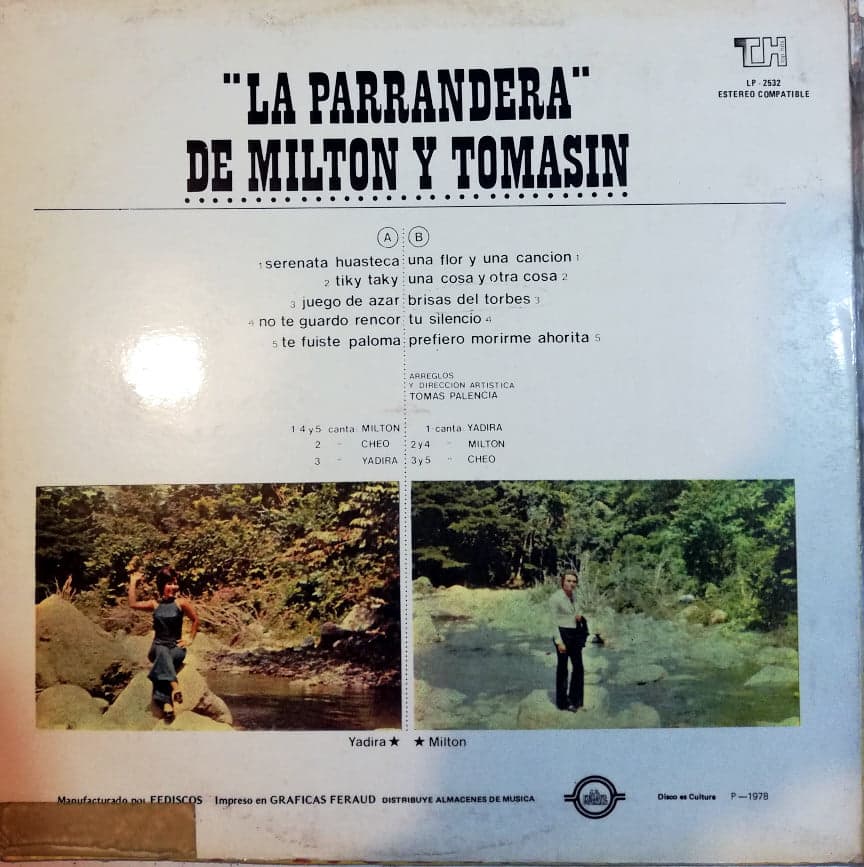 TH
LP - 2532
ESTEREO COMPATIBLE
"LA PARRANDERA"
DE MILTON Y TOMASIN
A B
1 serenata huasteca
2 tiky taky
3 juego de azar
4 no te guardo rencor
5 te fuiste paloma
una flor y una cancion 1
una cosa y otra cosa 2
brisas del torbes 3
tu silencio 4
prefiero morirme ahorita 5
ARREGLOS
Y DIRECCION ARTISTICA
TOMAS PALENCIA
1 4 y 5 canta MILTON
2 " CHEO
3 " YADIRA
1 canta YADIRA
2 y 4 " MILTON
3 y 5 " CHEO
Yadira ★ ★ Milton
Manufacturado por FEDISCOS Impreso en GRAFICAS FERAUD DISTRIBUYE ALMACENES DE MUSICA
Disco es Cultura P—1978